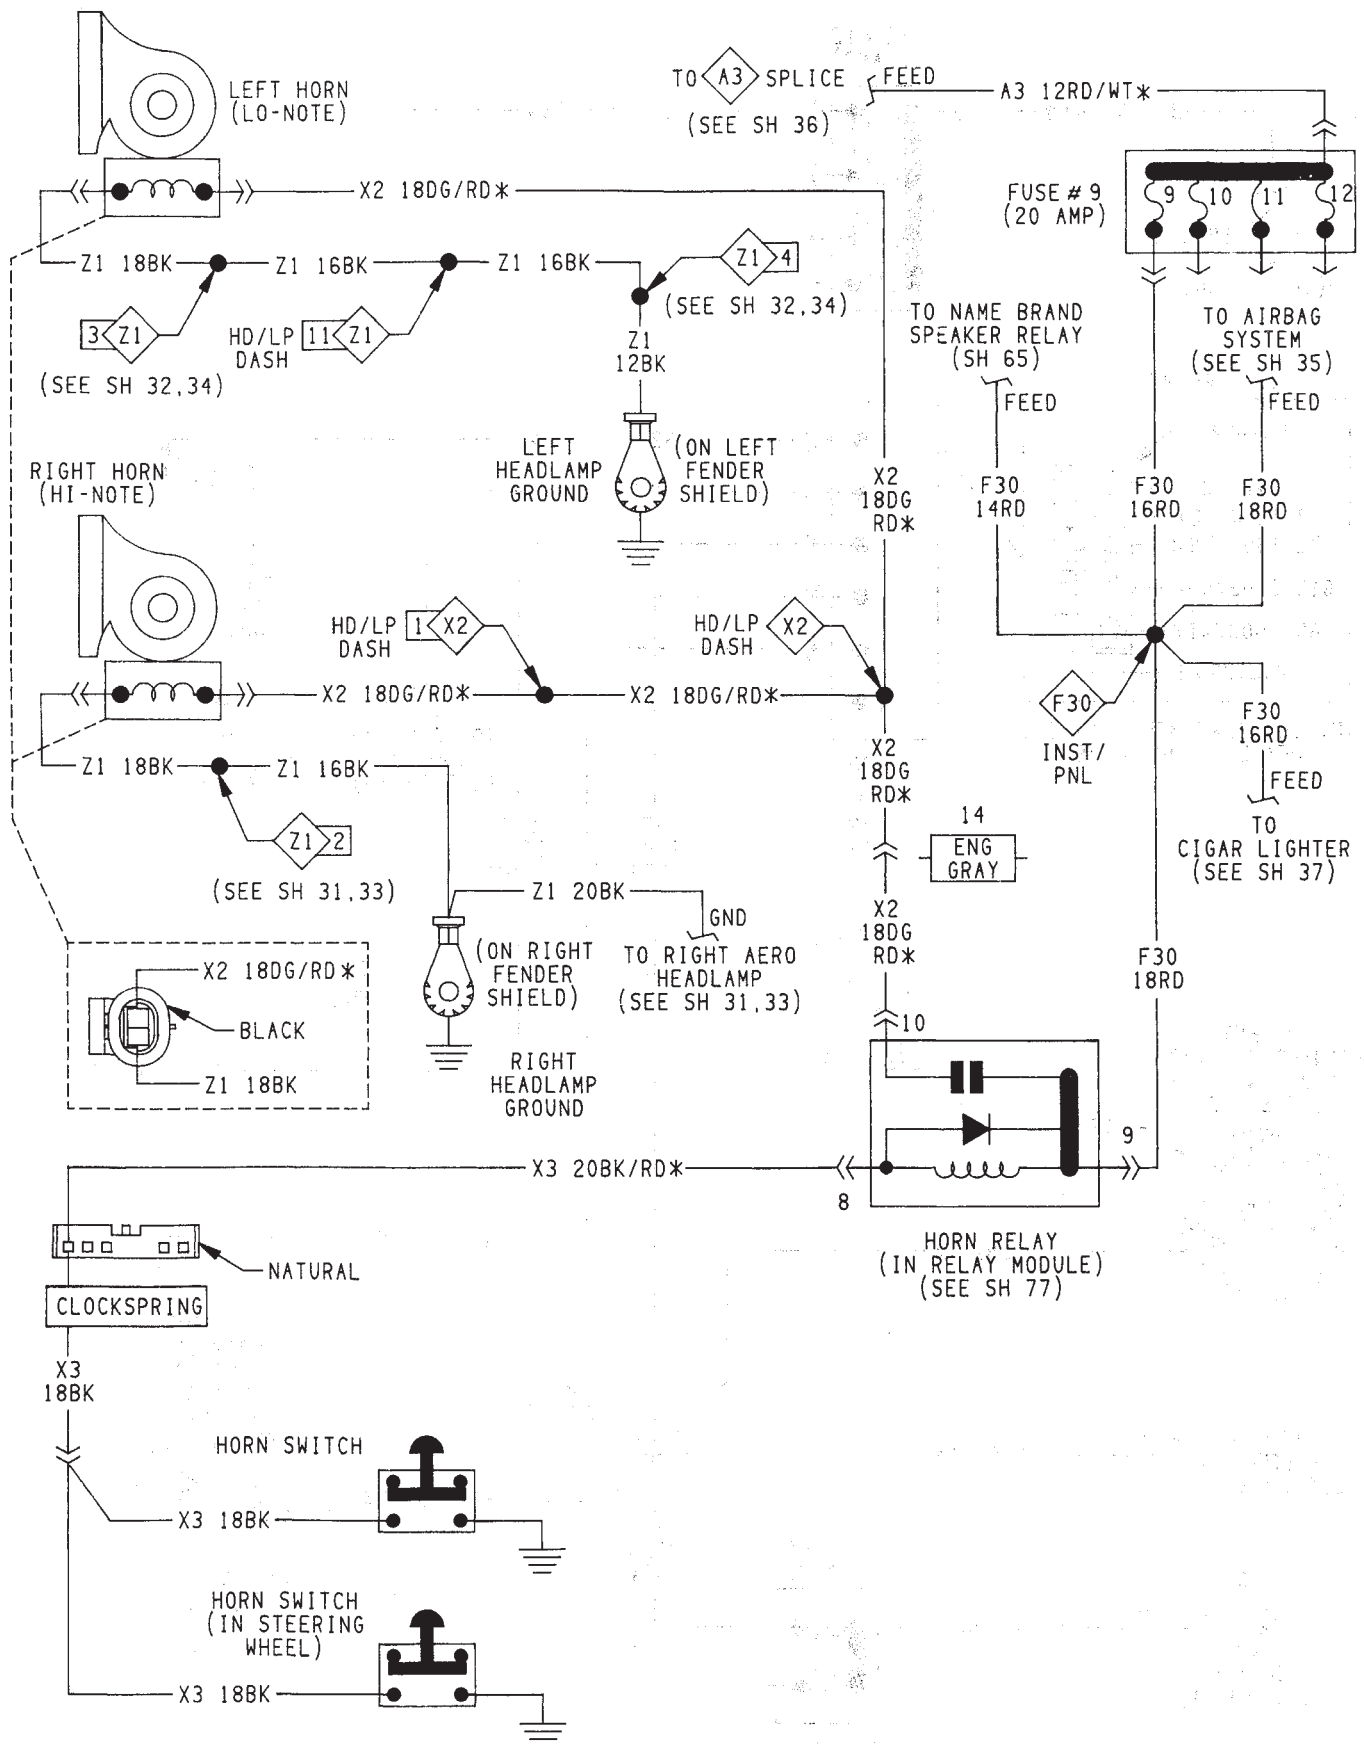 LEFT HORN
(LO-NOTE)
TO A3 SPLICE
FEED
(SEE SH 36)
A3 12RD/WT*
FUSE # 9
(20 AMP)
9
10
11
12
X2 18DG/RD*
Z1 18BK
Z1 16BK
Z1 16BK
Z1 4
(SEE SH 32,34)
3 Z1
(SEE SH 32,34)
HD/LP
DASH
11 Z1
Z1
12BK
TO NAME BRAND
SPEAKER RELAY
(SH 65)
FEED
TO AIRBAG
SYSTEM
(SEE SH 35)
FEED
LEFT
HEADLAMP
GROUND
(ON LEFT
FENDER
SHIELD)
RIGHT HORN
(HI-NOTE)
X2
18DG
RD*
F30
14RD
F30
16RD
F30
18RD
HD/LP
DASH
1 X2
HD/LP
DASH
X2
X2 18DG/RD*
X2 18DG/RD*
F30
INST/
PNL
F30
16RD
FEED
TO
CIGAR LIGHTER
(SEE SH 37)
Z1 18BK
Z1 16BK
X2
18DG
RD*
Z1 2
(SEE SH 31,33)
14
ENG
GRAY
Z1 20BK
GND
TO RIGHT AERO
HEADLAMP
(SEE SH 31,33)
X2
18DG
RD*
(ON RIGHT
FENDER
SHIELD)
RIGHT
HEADLAMP
GROUND
F30
18RD
X2 18DG/RD*
BLACK
Z1 18BK
10
9
8
X3 20BK/RD*
HORN RELAY
(IN RELAY MODULE)
(SEE SH 77)
NATURAL
CLOCKSPRING
X3
18BK
HORN SWITCH
X3 18BK
HORN SWITCH
(IN STEERING
WHEEL)
X3 18BK